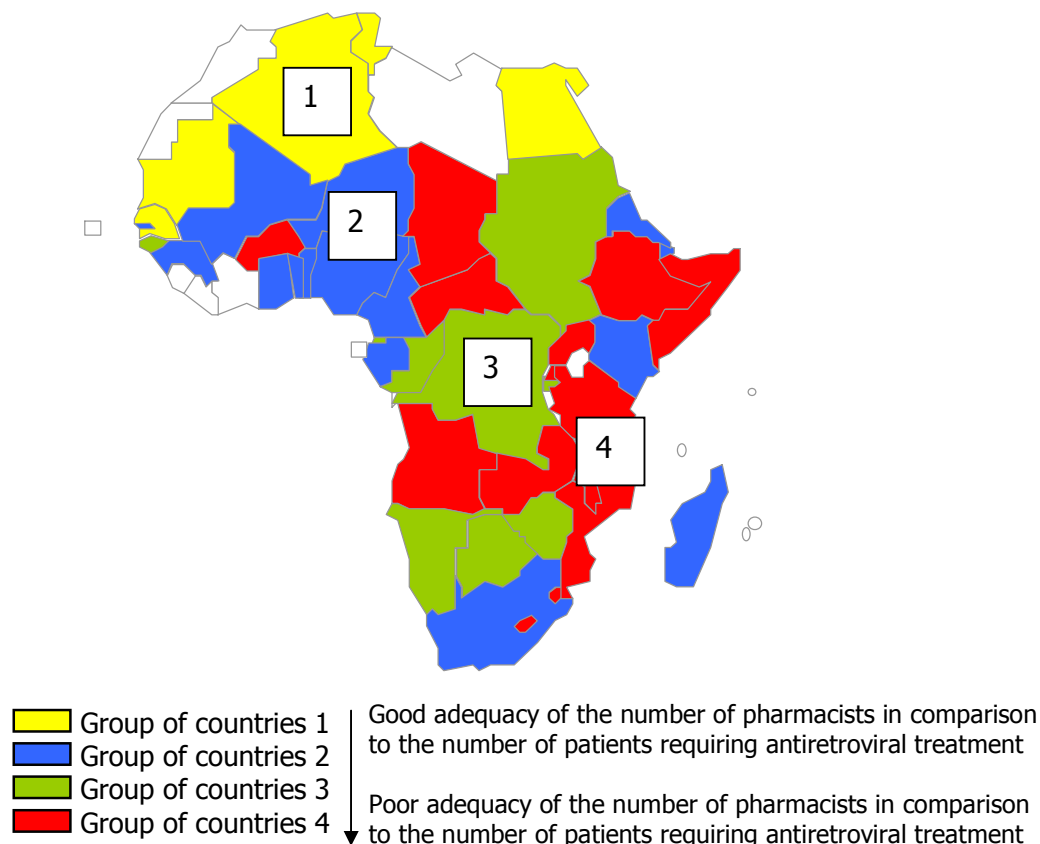 1
2
3
4
Group of countries 1
Group of countries 2
Group of countries 3
Group of countries 4
Good adequacy of the number of pharmacists in comparison
to the number of patients requiring antiretroviral treatment
Poor adequacy of the number of pharmacists in comparison
to the number of patients requiring antiretroviral treatment